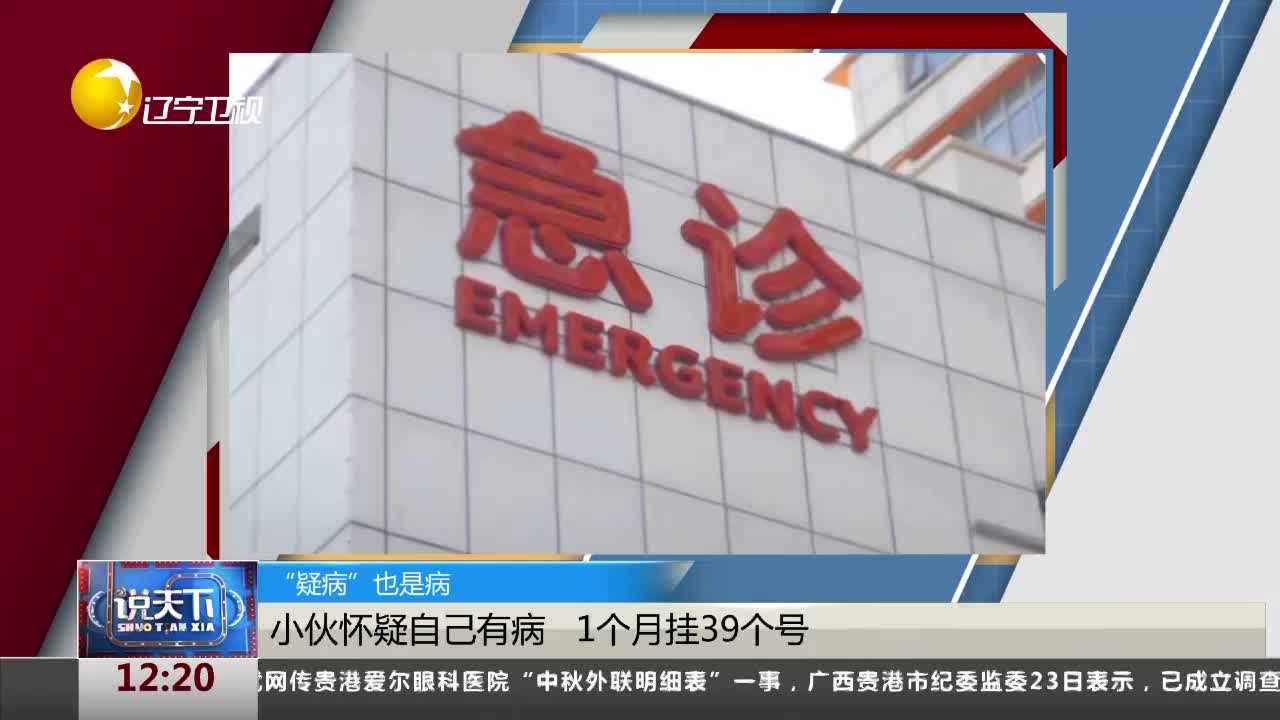 辽宁卫视
急诊
EMERGENCY
“疑病”也是病
说天下
SHUO TIAN XIA
小伙怀疑自己有病 1个月挂39个号
12:20
网传贵港爱尔眼科医院“中秋外联明细表”一事，广西贵港市纪委监委23日表示，已成立调查